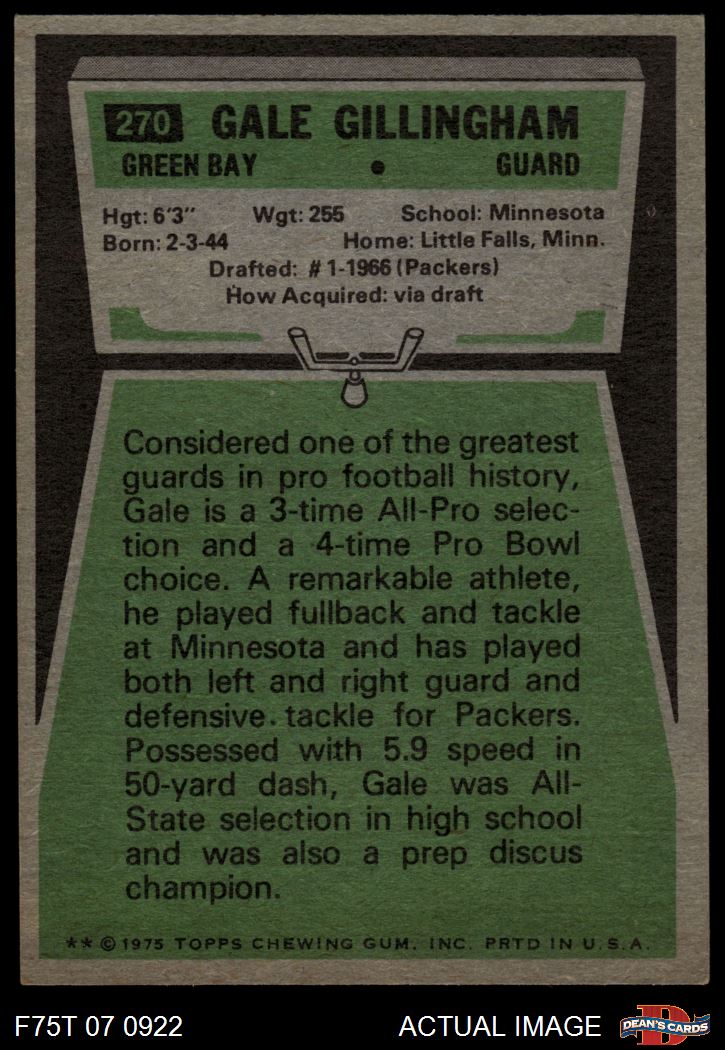 270 GALE GILLINGHAM
GREEN BAY • GUARD
Hgt: 6'3" Wgt: 255 School: Minnesota
Born: 2-3-44 Home: Little Falls, Minn.
Drafted: #1-1966 (Packers)
How Acquired: via draft
Considered one of the greatest
guards in pro football history,
Gale is a 3-time All-Pro selec-
tion and a 4-time Pro Bowl
choice. A remarkable athlete,
he played fullback and tackle
at Minnesota and has played
both left and right guard and
defensive tackle for Packers.
Possessed with 5.9 speed in
50-yard dash, Gale was All-
State selection in high school
and was also a prep discus
champion.
** © 1975 TOPPS CHEWING GUM, INC. PRTD IN U.S.A.
F75T 07 0922 ACTUAL IMAGE DEAN'S CARDS